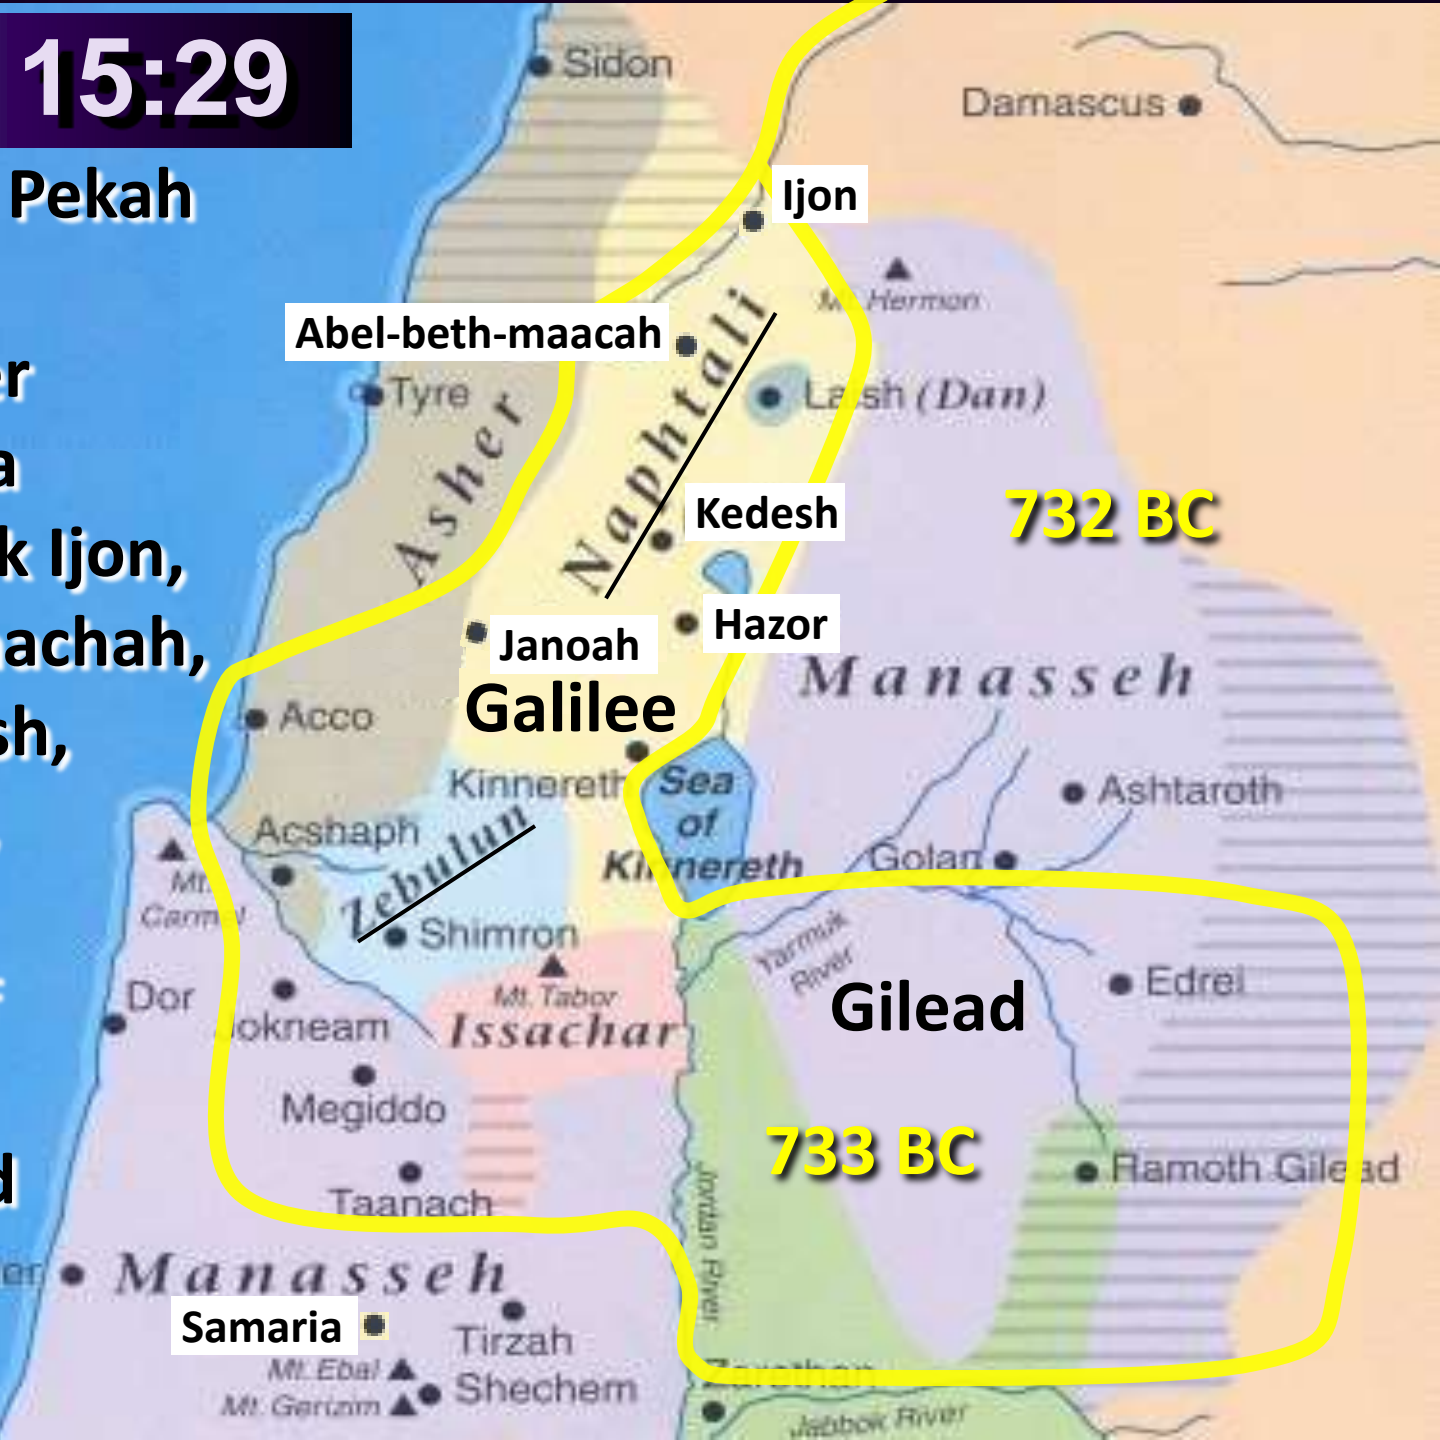 15:29
Pekah
Ijon,
Sidon
Damascus
Ijon
Mt. Hermon
Abel-beth-maacah
Naphtali
Tyre
Asher
Laish (Dan)
Kedesh
732 BC
Hazor
Janoah
Galilee
Manasseh
Acco
Kinnereth
Sea
of
Kinnereth
Ashtaroth
Acshaph
Zebulun
Golan
Mt.
Carmel
Shimron
Yarmuk
River
Mt. Tabor
Edrei
Gilead
Dor
Jokneam
Issachar
Megiddo
733 BC
Ramoth Gilead
Taanach
Jordan River
Manasseh
Samaria
Tirzah
Mt. Ebal
Shechem
Mt. Gerizim
Zarethan
Jabbok River